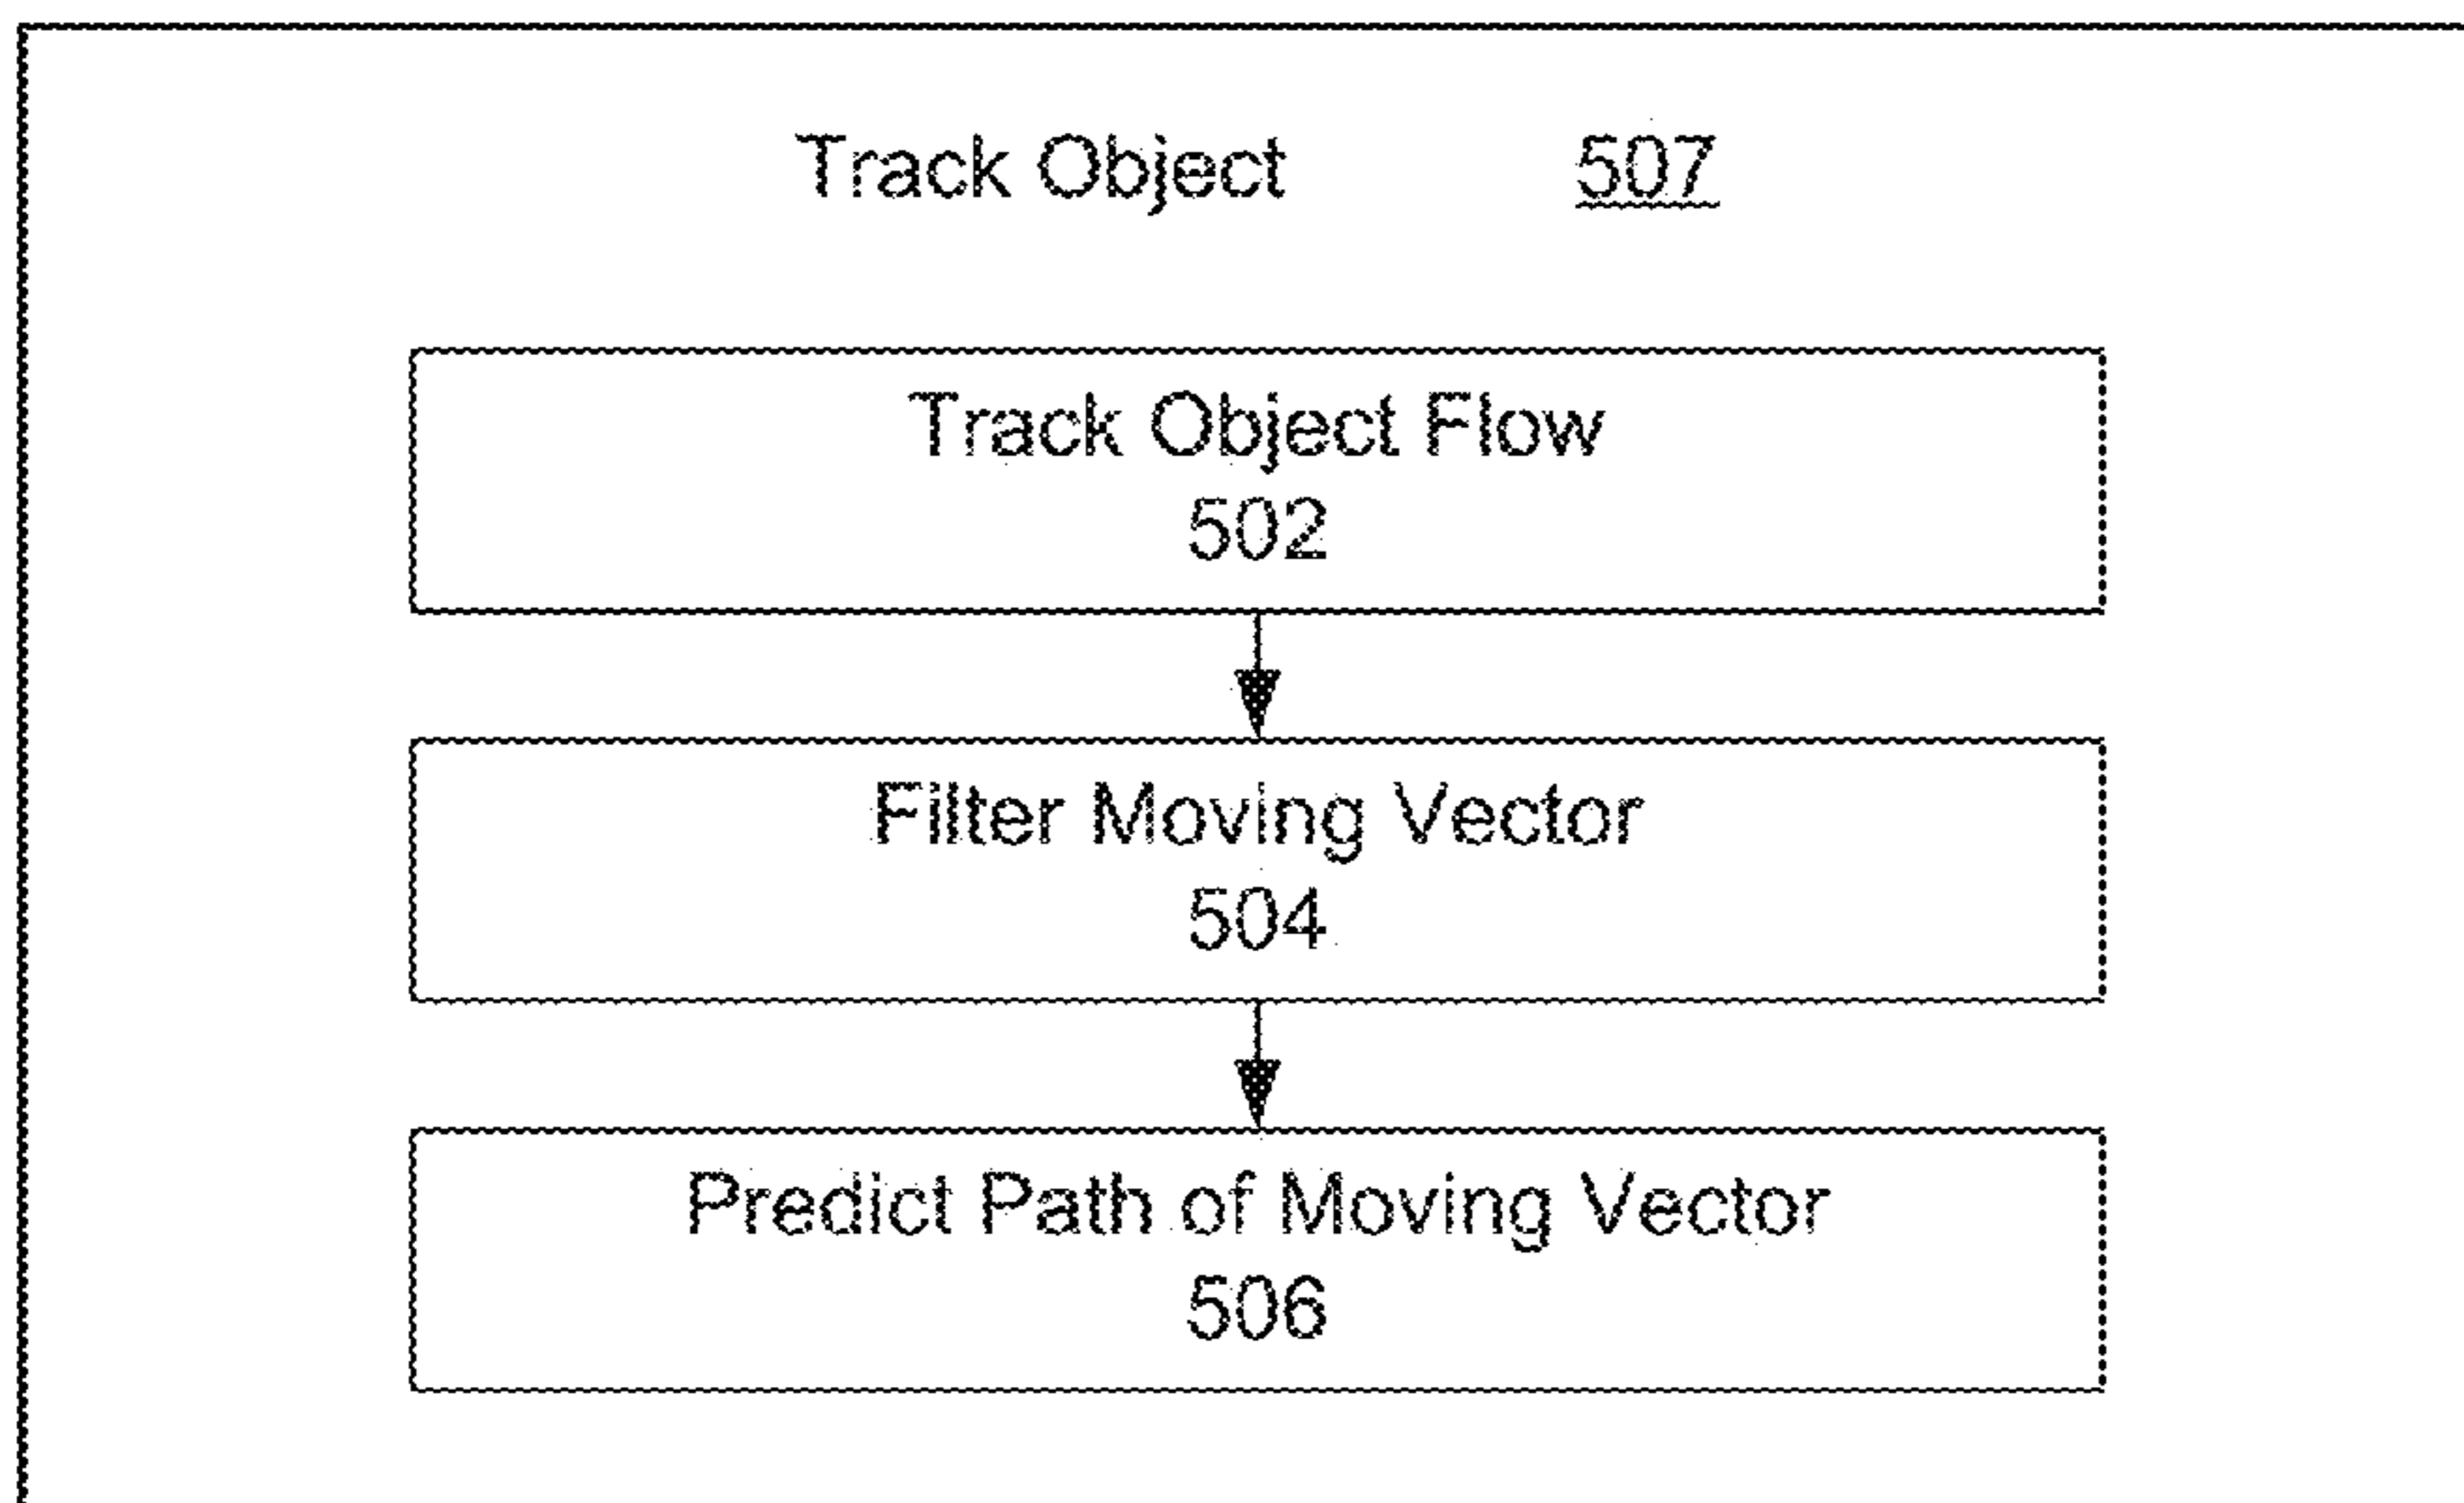 Track Object 507
Track Object Flow
502
Filter Moving Vector
504
Predict Path of Moving Vector
506